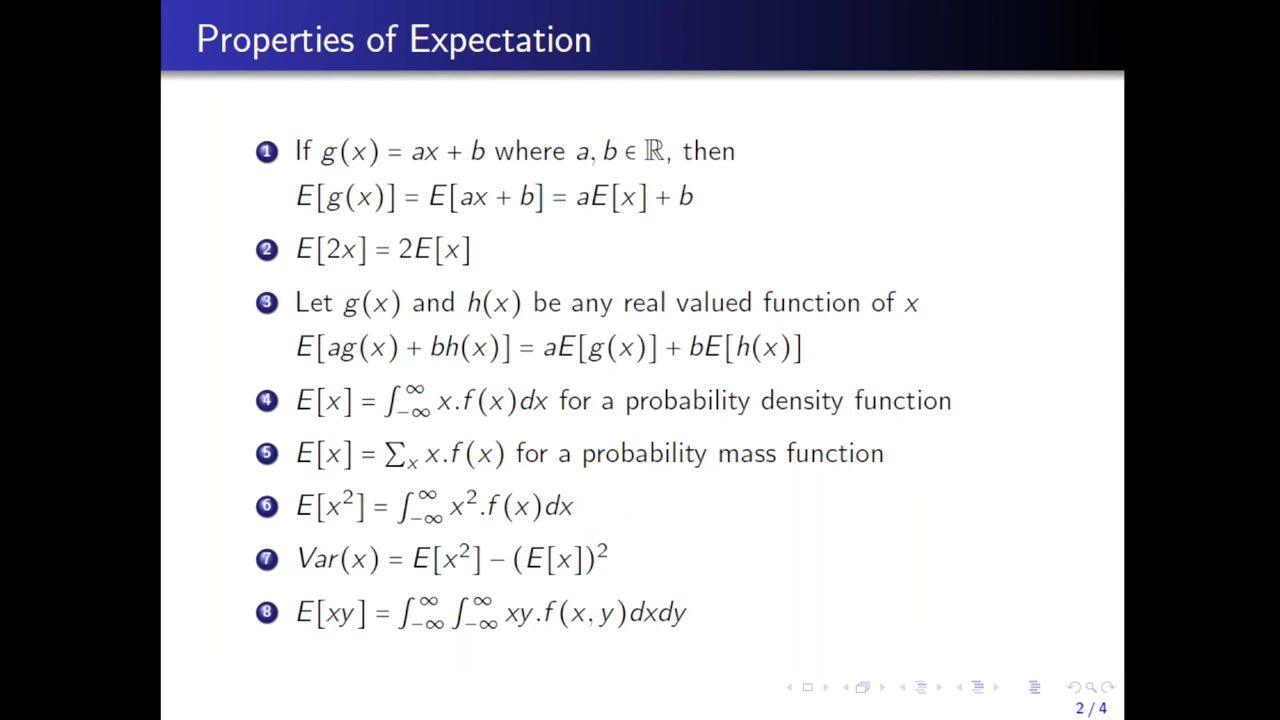 Properties of Expectation
1 If g(x) = ax + b where a, b ∈ ℝ, then
E[g(x)] = E[ax + b] = aE[x] + b
2 E[2x] = 2E[x]
3 Let g(x) and h(x) be any real valued function of x
E[ag(x) + bh(x)] = aE[g(x)] + bE[h(x)]
4 E[x] = ∫_{−∞}^{∞} x.f(x)dx for a probability density function
5 E[x] = ∑_x x.f(x) for a probability mass function
6 E[x²] = ∫_{−∞}^{∞} x².f(x)dx
7 Var(x) = E[x²] − (E[x])²
8 E[xy] = ∫_{−∞}^{∞} ∫_{−∞}^{∞} xy.f(x, y)dxdy
2 / 4